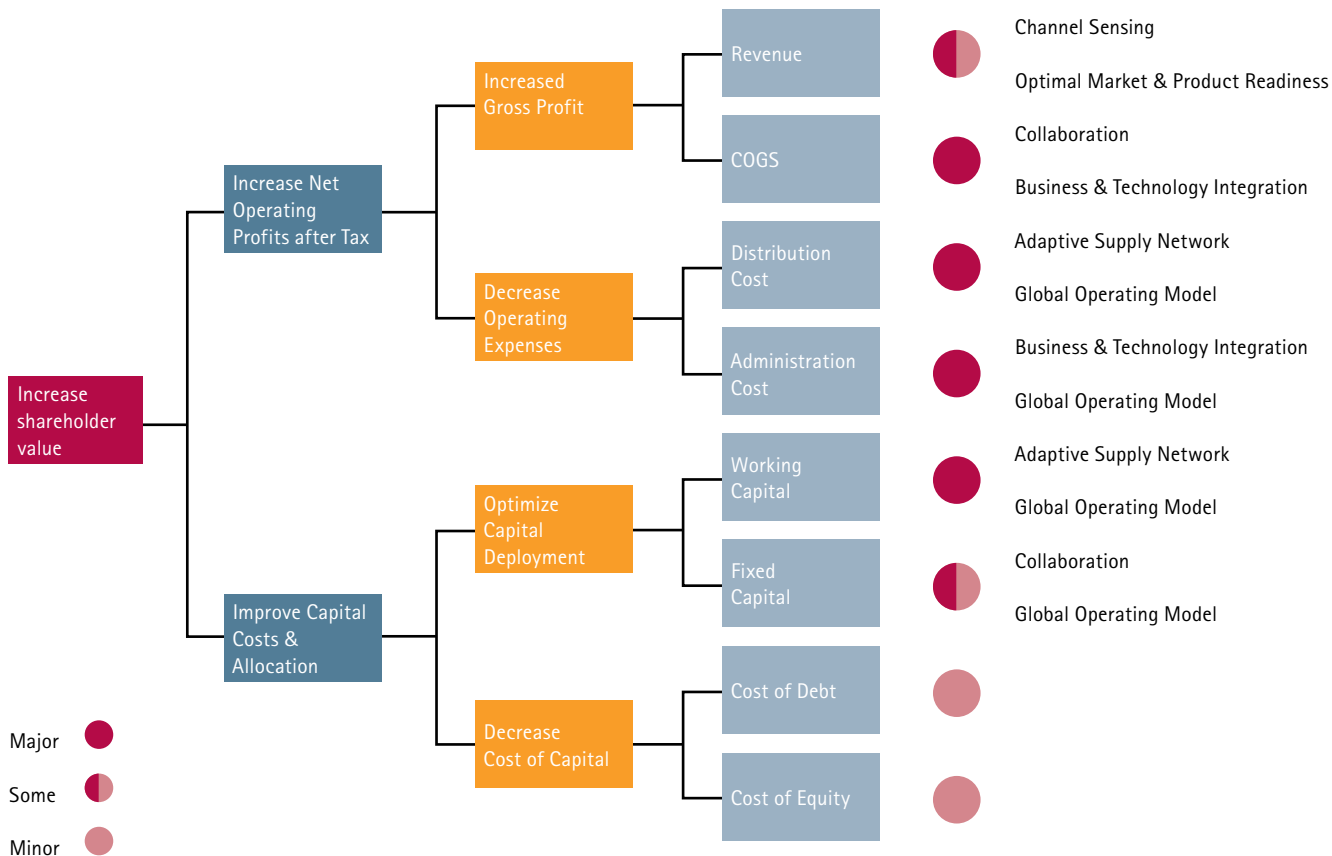 Increase
shareholder
value
Increase Net
Operating
Profits after Tax
Improve Capital
Costs &
Allocation
Increased
Gross Profit
Decrease
Operating
Expenses
Optimize
Capital
Deployment
Decrease
Cost of Capital
Revenue
COGS
Distribution
Cost
Administration
Cost
Working
Capital
Fixed
Capital
Cost of Debt
Cost of Equity
Channel Sensing
Optimal Market & Product Readiness
Collaboration
Business & Technology Integration
Adaptive Supply Network
Global Operating Model
Business & Technology Integration
Global Operating Model
Adaptive Supply Network
Global Operating Model
Collaboration
Global Operating Model
Major
Some
Minor